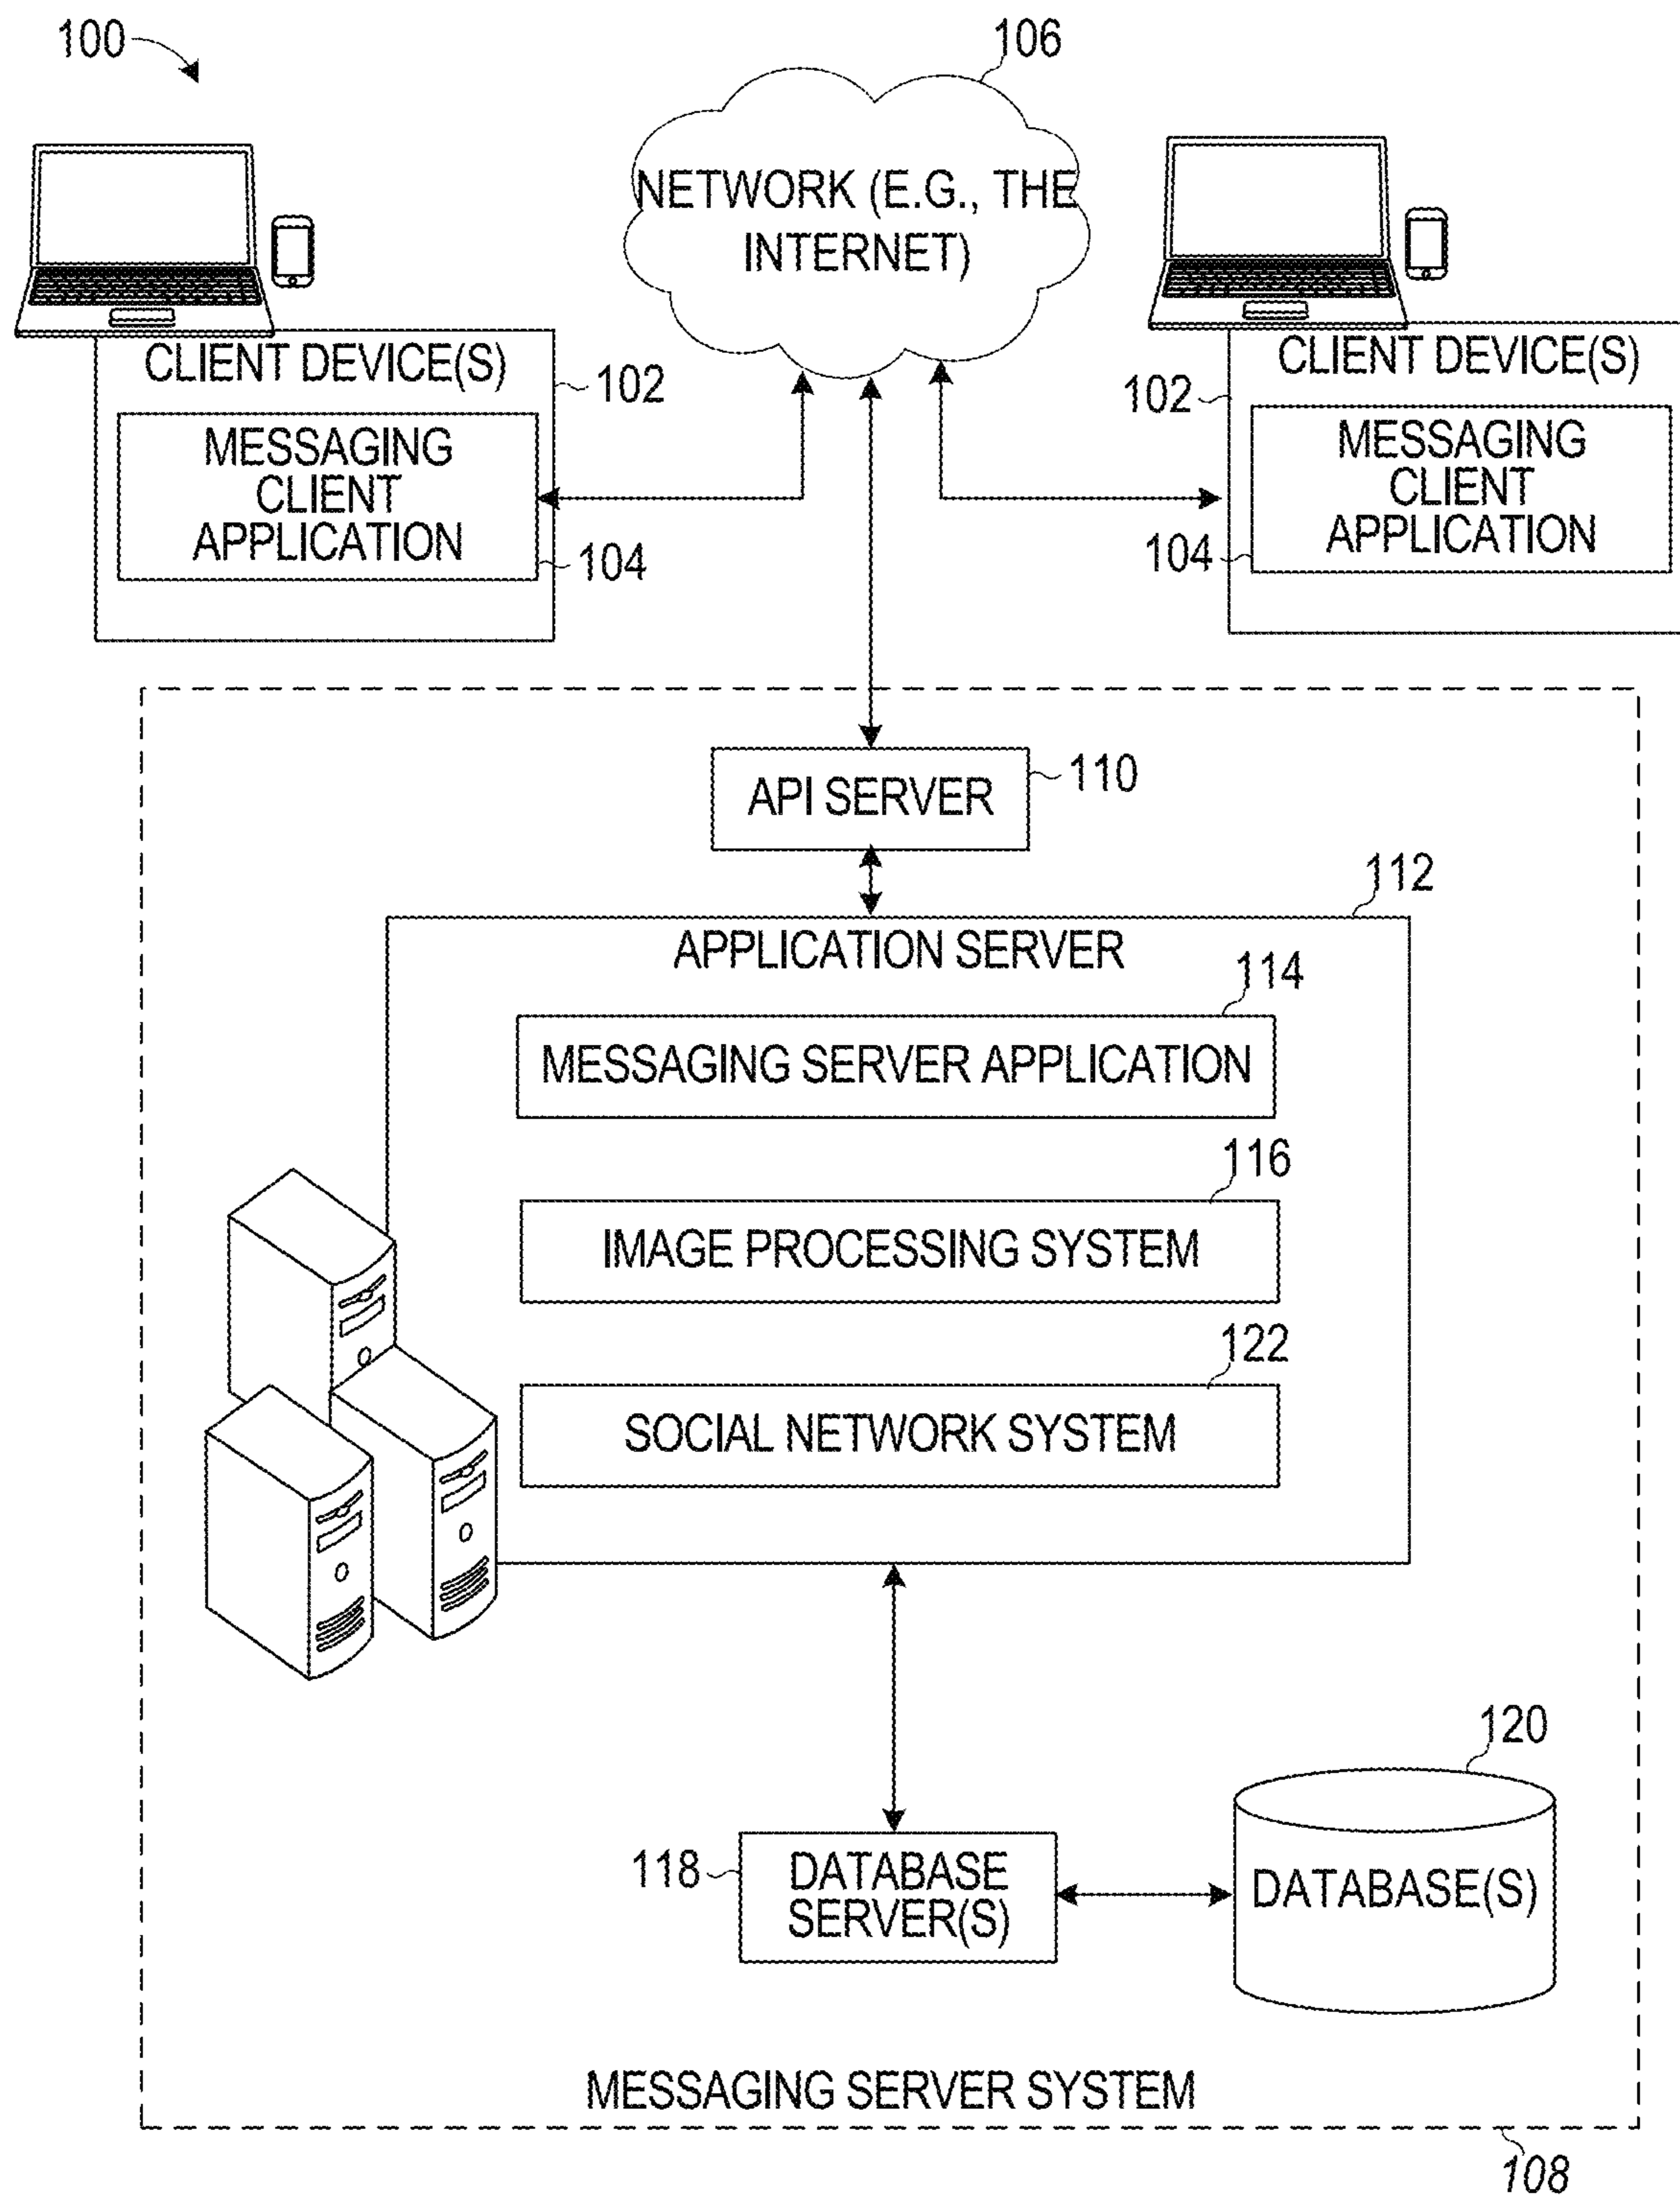 100
106
NETWORK (E.G., THE
INTERNET)
CLIENT DEVICE(S)
102
MESSAGING
CLIENT
APPLICATION
104
CLIENT DEVICE(S)
102
MESSAGING
CLIENT
APPLICATION
104
API SERVER
110
112
APPLICATION SERVER
114
MESSAGING SERVER APPLICATION
116
IMAGE PROCESSING SYSTEM
122
SOCIAL NETWORK SYSTEM
120
118
DATABASE
SERVER(S)
DATABASE(S)
MESSAGING SERVER SYSTEM
108